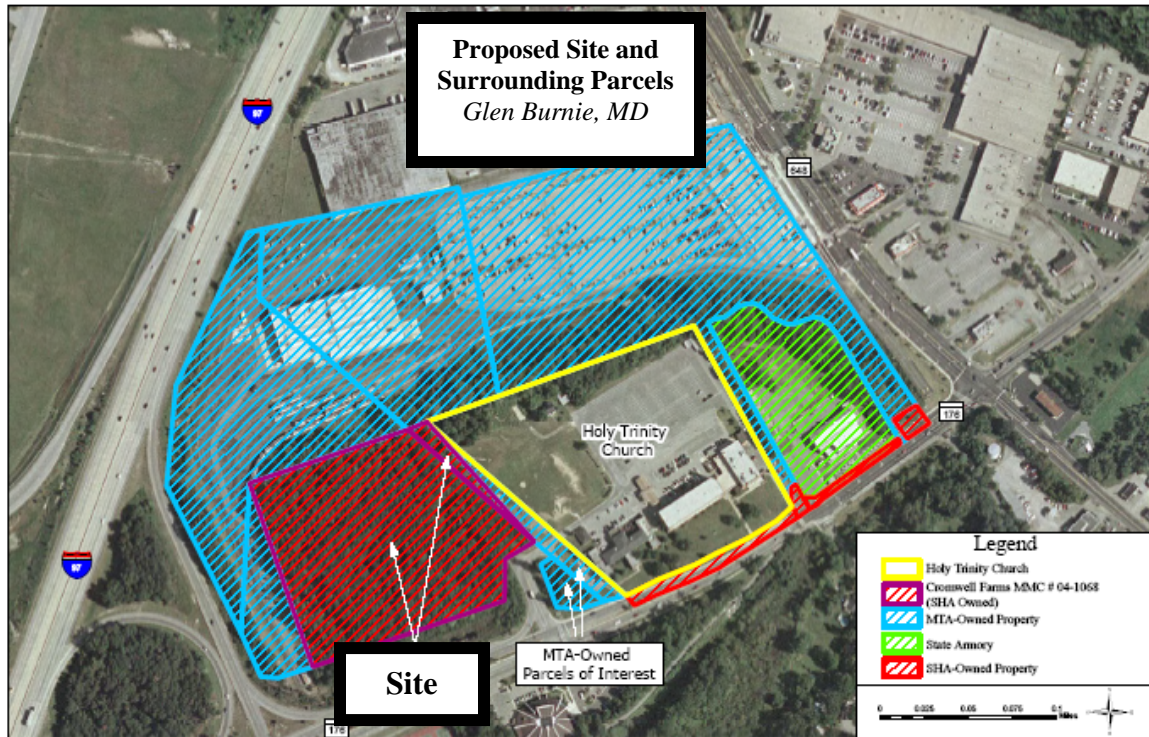 Proposed Site and
Surrounding Parcels
Glen Burnie, MD
97
648
Holy Trinity
Church
176
97
Site
MTA-Owned
Parcels of Interest
176
Legend
Holy Trinity Church
Cromwell Farms MMC # 04-1068
(SHA Owned)
MTA-Owned Property
State Armory
SHA-Owned Property
0 0.025 0.05 0.075 0.1
Miles